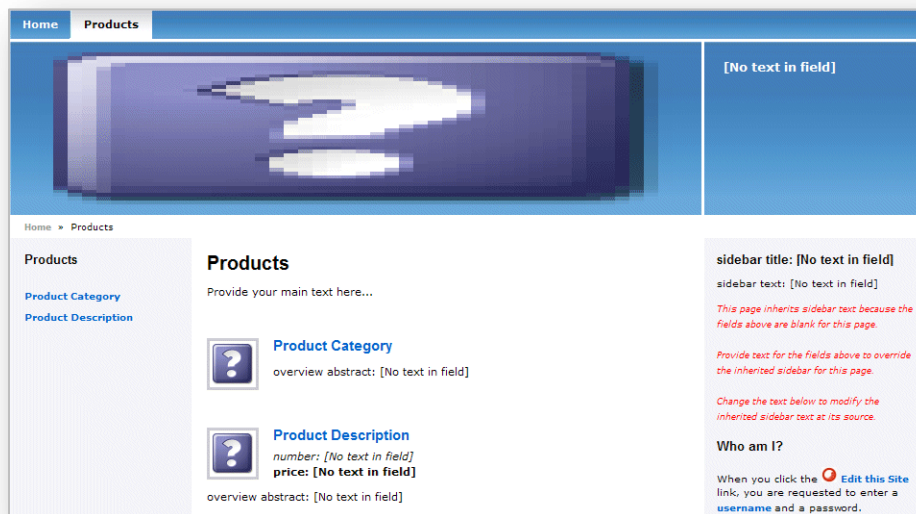 Home Products
[No text in field]
Home » Products
Products
Product Category
Product Description
Products
Provide your main text here...
Product Category
overview abstract: [No text in field]
Product Description
number: [No text in field]
price: [No text in field]
overview abstract: [No text in field]
sidebar title: [No text in field]
sidebar text: [No text in field]
This page inherits sidebar text because the
fields above are blank for this page.
Provide text for the fields above to override
the inherited sidebar for this page.
Change the text below to modify the
inherited sidebar text at its source.
Who am I?
When you click the Edit this Site
link, you are requested to enter a
username and a password.